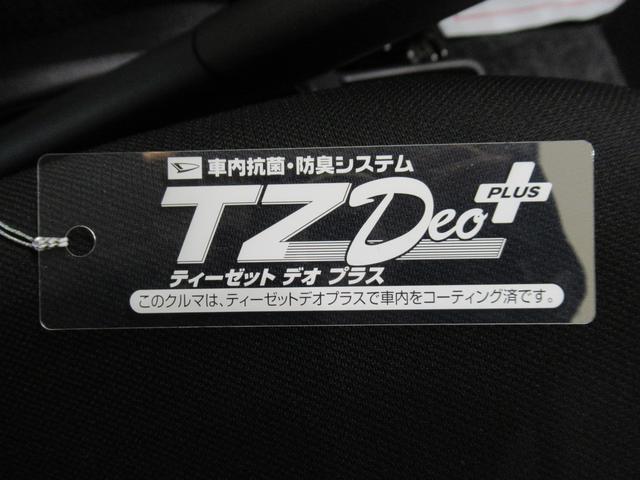 車内抗菌・防臭システム
TZ Deo PLUS
ティーゼット デオ プラス
このクルマは、ティーゼットデオプラスで車内をコーティング済です。